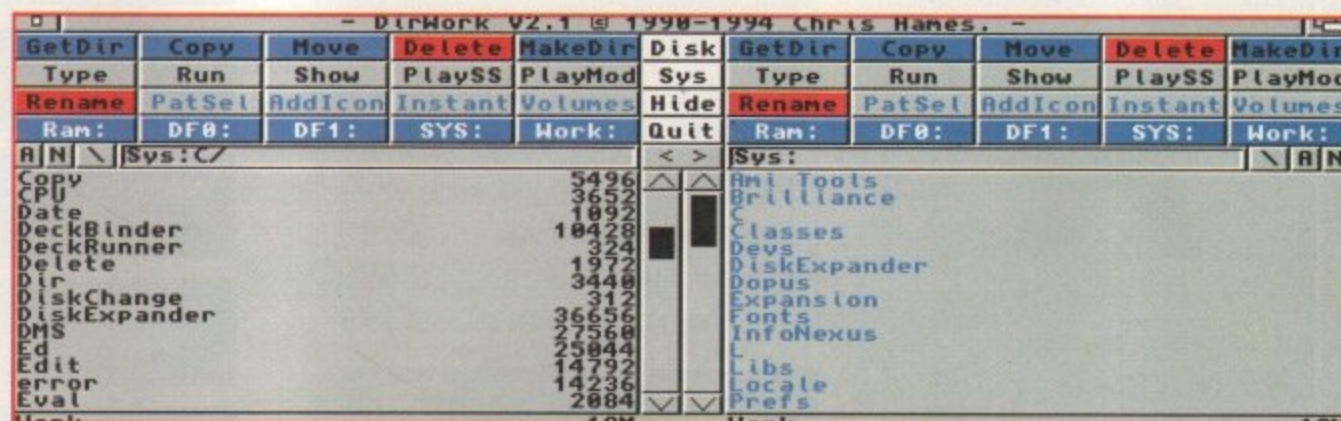 - DirWork V2.1 © 1990-1994 Chris Hames. -
GetDir Copy Move Delete MakeDir Disk GetDir Copy Move Delete MakeDir
Type Run Show PlaySS PlayMod Sys Type Run Show PlaySS PlayMod
Rename PatSel AddIcon Instant Volumes Hide Rename PatSel AddIcon Instant Volumes
Ram: DF0: DF1: SYS: Work: Quit Ram: DF0: DF1: SYS: Work:
A N \ Sys:C/ < > Sys: \ A N
Copy 5496 Ami Tools
CPU 3652 Brilliance
Date 1092 C
DeckBinder 10428 Classes
DeckRunner 324 Devs
Delete 1972 DiskExpander
Dir 3440 Dopus
DiskChange 312 Expansion
DiskExpander 36656 Fonts
DMS 27560 InfoNexus
Ed 25044 L
Edit 14792 Libs
error 14236 Locale
Eval 2084 Prefs